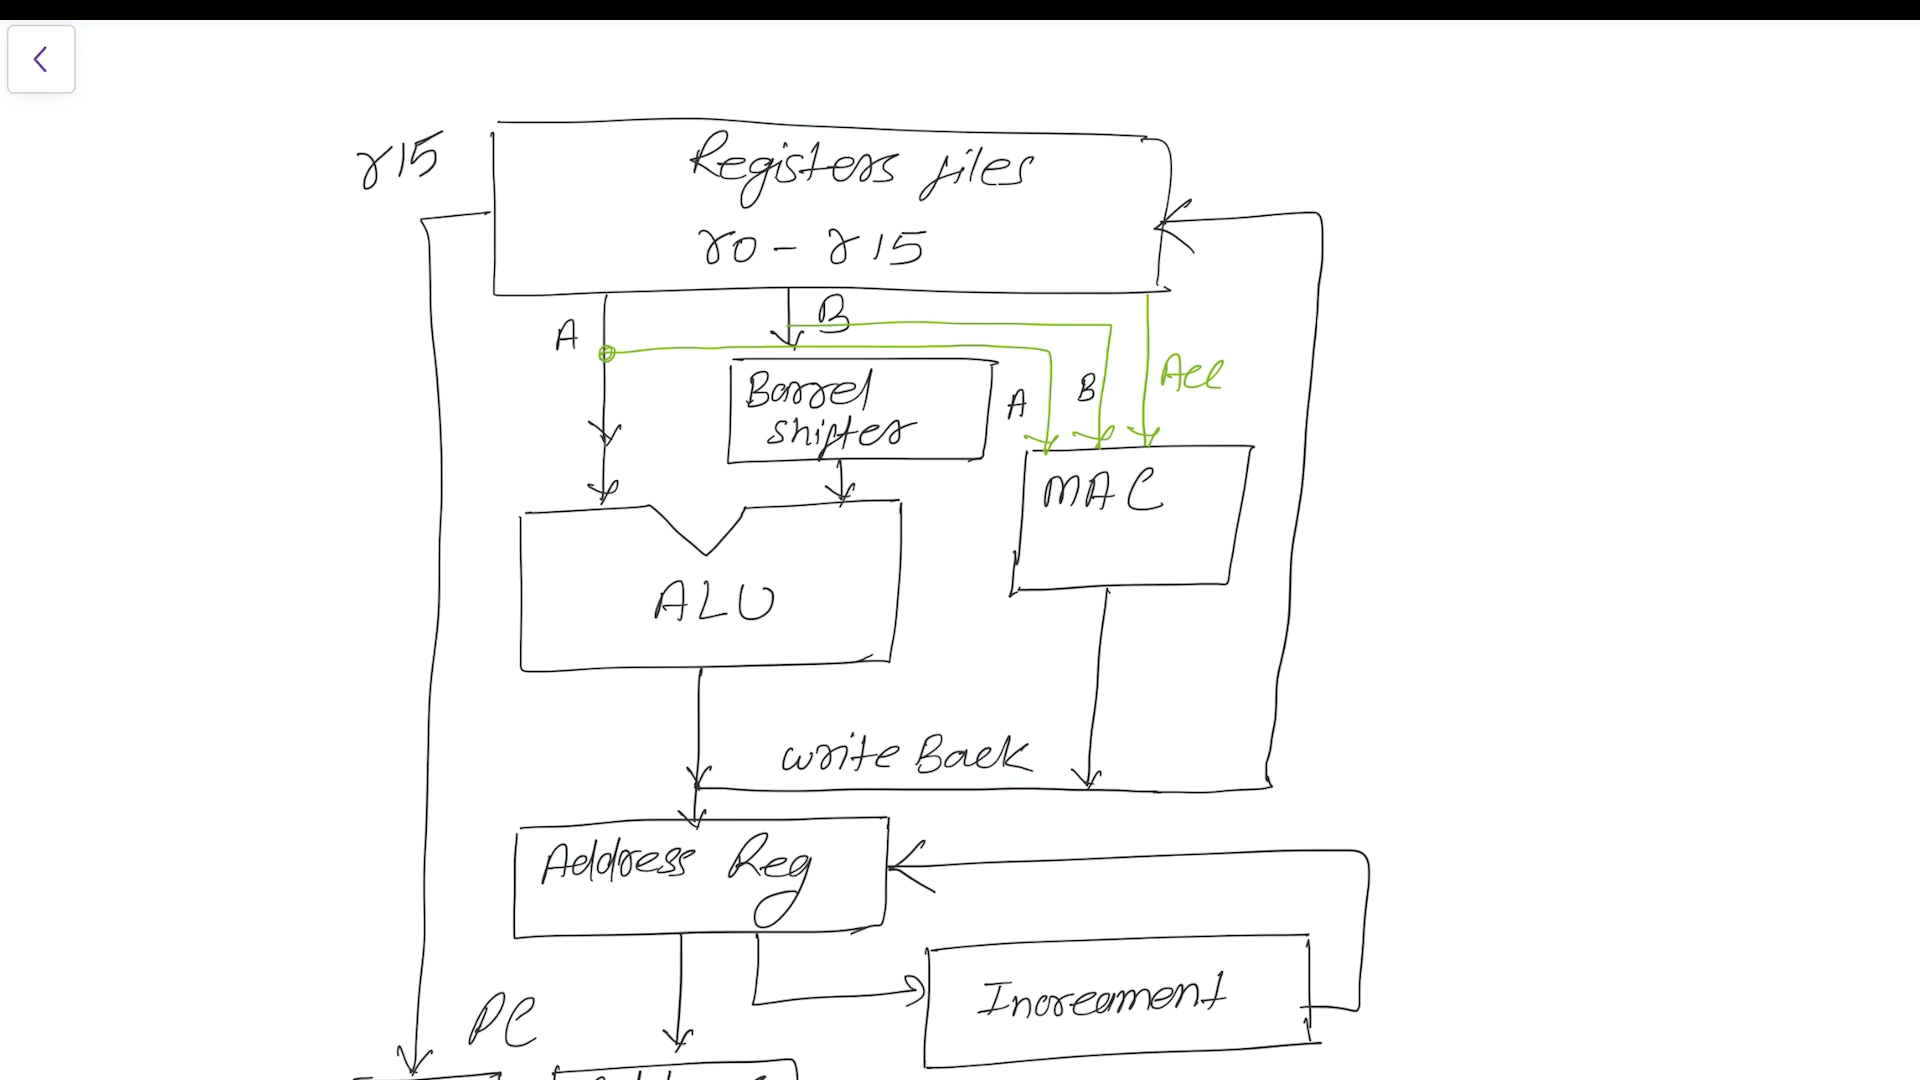 r15
Registers files
r0 - r15
A
B
Acc
Barrel
shifter
A
B
MAC
ALU
write Back
Address Reg
Increament
PC